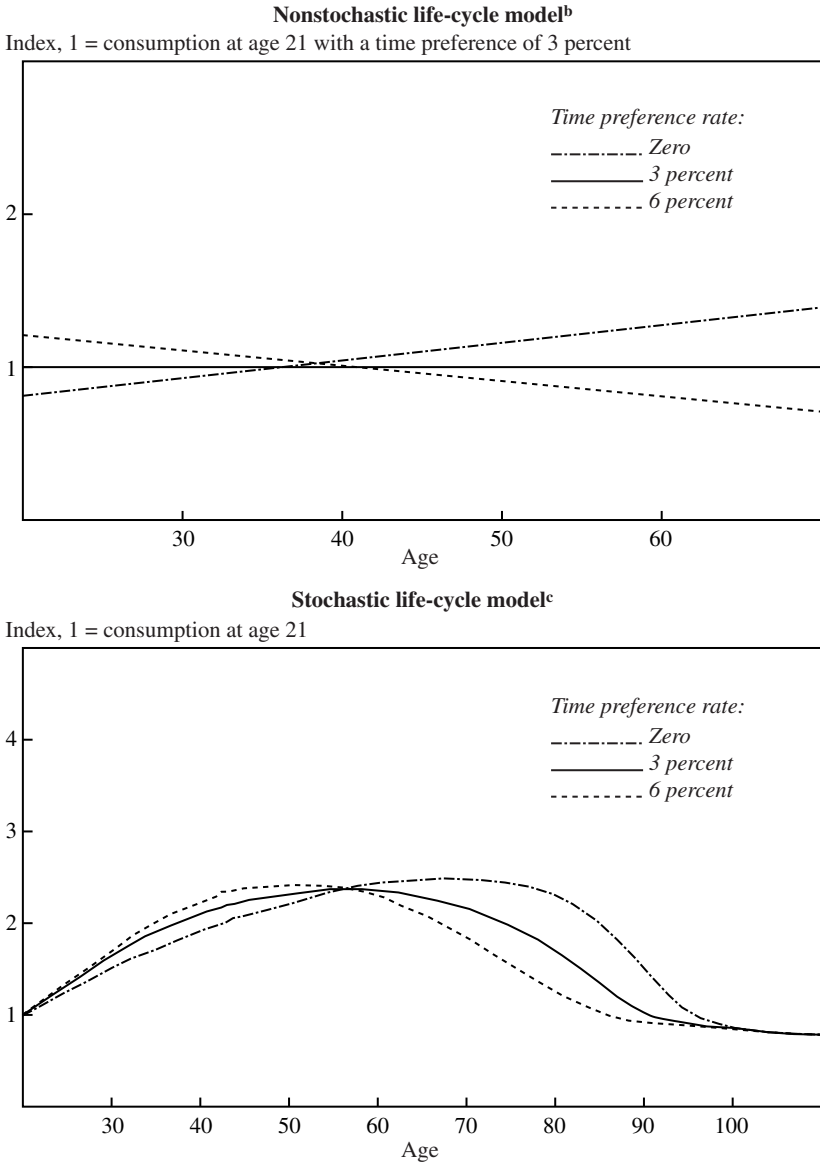 Nonstochastic life-cycle modelᵇ
Index, 1 = consumption at age 21 with a time preference of 3 percent
Time preference rate:
Zero
3 percent
6 percent
2
1
30 40 50 60
Age
Stochastic life-cycle modelᶜ
Index, 1 = consumption at age 21
Time preference rate:
Zero
3 percent
6 percent
4
3
2
1
30 40 50 60 70 80 90 100
Age